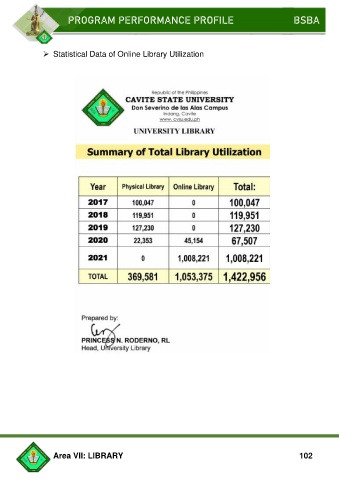 PROGRAM PERFORMANCE PROFILE BSBA
➢ Statistical Data of Online Library Utilization
Republic of the Philippines
CAVITE STATE UNIVERSITY
Don Severino de las Alas Campus
Indang, Cavite
www.cvsu.edu.ph
UNIVERSITY LIBRARY
Summary of Total Library Utilization
Year Physical Library Online Library Total:
2017 100,047 0 100,047
2018 119,951 0 119,951
2019 127,230 0 127,230
2020 22,353 45,154 67,507
2021 0 1,008,221 1,008,221
TOTAL 369,581 1,053,375 1,422,956
Prepared by:
PRINCESS N. RODERNO, RL
Head, University Library
Area VII: LIBRARY 102